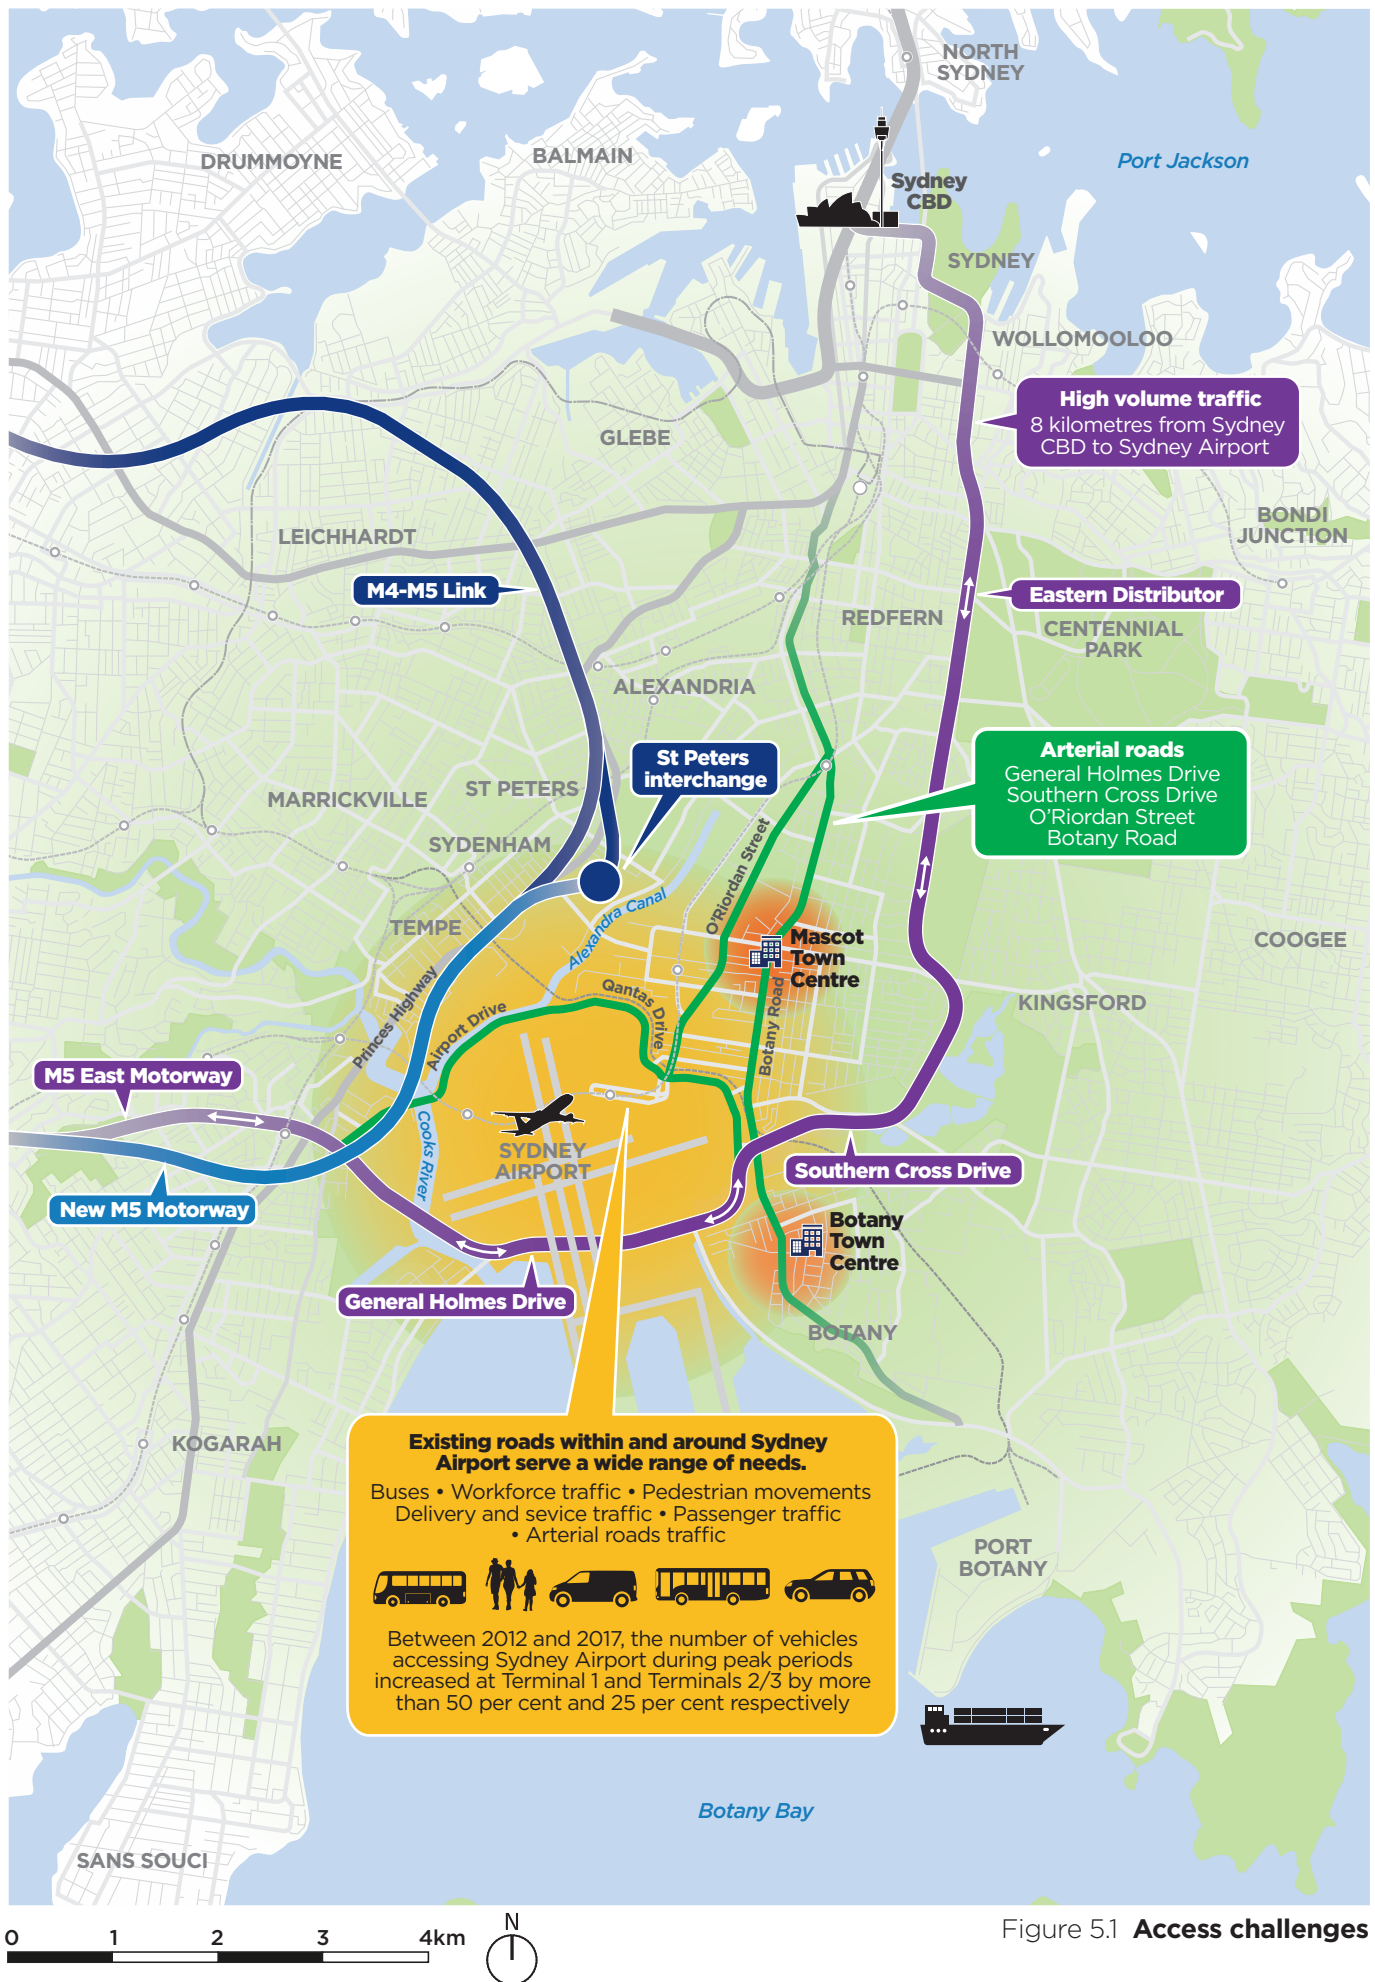 NORTH
SYDNEY
DRUMMOYNE
BALMAIN
Port Jackson
Sydney
CBD
SYDNEY
WOLLOMOOLOO
High volume traffic
8 kilometres from Sydney
CBD to Sydney Airport
GLEBE
BONDI
JUNCTION
LEICHHARDT
M4-M5 Link
Eastern Distributor
REDFERN
CENTENNIAL
PARK
ALEXANDRIA
St Peters
interchange
Arterial roads
General Holmes Drive
Southern Cross Drive
O'Riordan Street
Botany Road
ST PETERS
MARRICKVILLE
SYDENHAM
O'Riordan Street
Alexandra Canal
TEMPE
Mascot
Town
Centre
COOGEE
KINGSFORD
Princes Highway
Airport Drive
Qantas Drive
Botany Road
M5 East Motorway
Cooks River
SYDNEY
AIRPORT
Southern Cross Drive
New M5 Motorway
Botany
Town
Centre
General Holmes Drive
BOTANY
KOGARAH
Existing roads within and around Sydney
Airport serve a wide range of needs.
Buses • Workforce traffic • Pedestrian movements
Delivery and sevice traffic • Passenger traffic
• Arterial roads traffic
Between 2012 and 2017, the number of vehicles
accessing Sydney Airport during peak periods
increased at Terminal 1 and Terminals 2/3 by more
than 50 per cent and 25 per cent respectively
PORT
BOTANY
Botany Bay
SANS SOUCI
0 1 2 3 4km
N
Figure 5.1 Access challenges